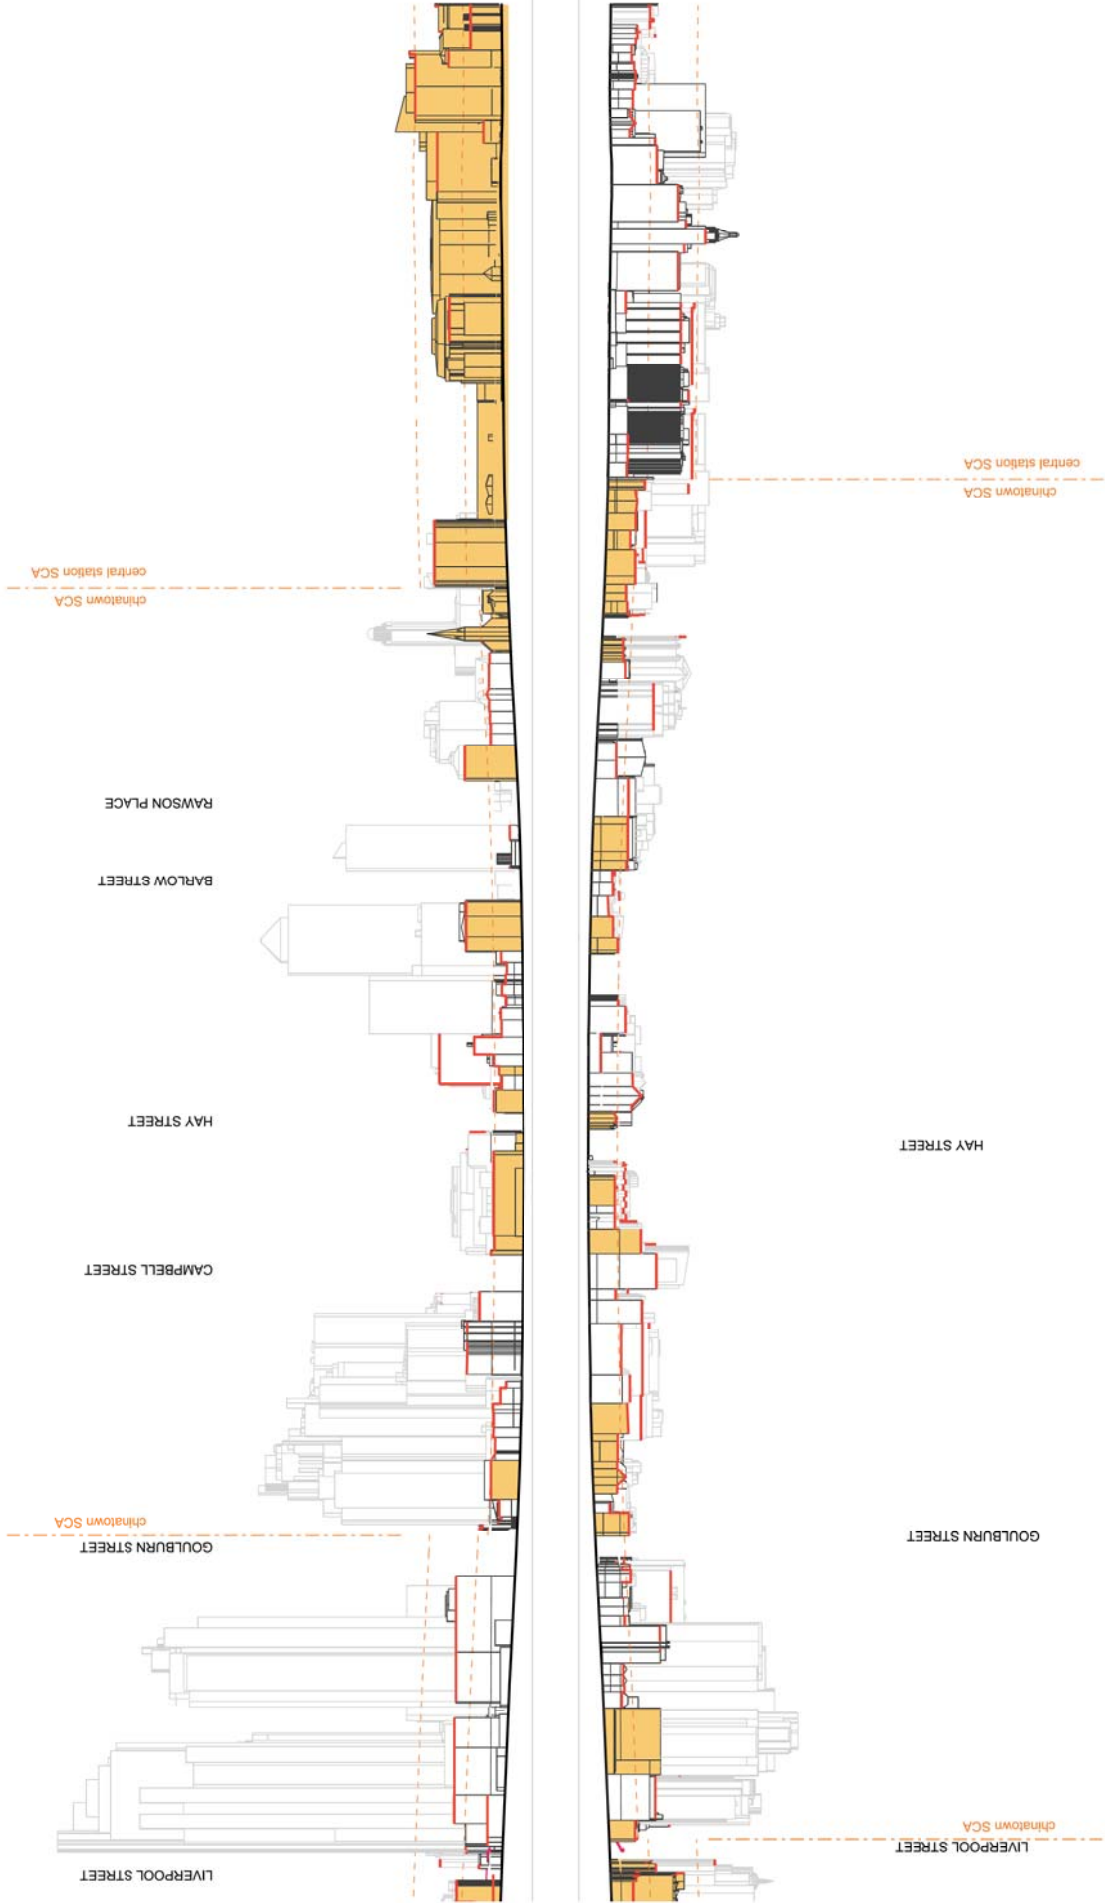 LIVERPOOL STREET
chinatown SCA
GOULBURN STREET
HAY STREET
chinatown SCA
central station SCA
LIVERPOOL STREET
GOULBURN STREET
chinatown SCA
CAMPBELL STREET
HAY STREET
BARLOW STREET
RAWSON PLACE
chinatown SCA
central station SCA